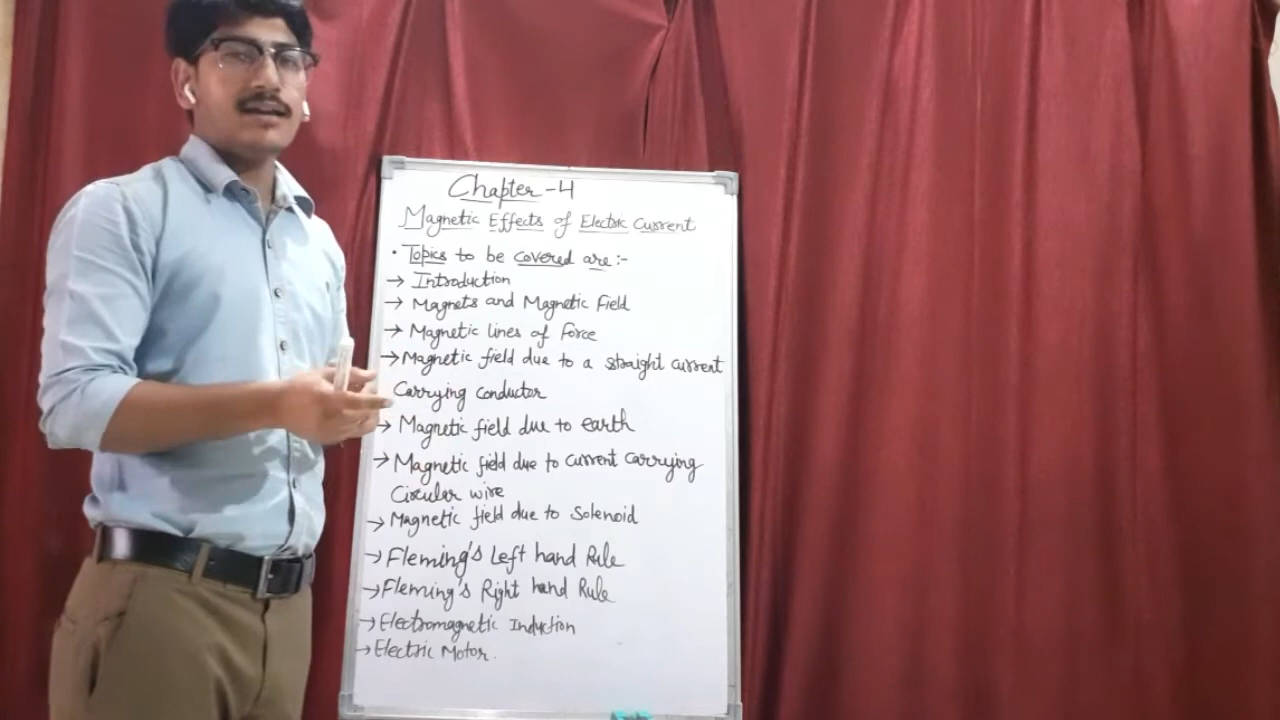 Chapter-4
Magnetic Effects of Electric Current
• Topics to be covered are :-
→ Introduction
→ Magnets and Magnetic Field
→ Magnetic lines of force
→ Magnetic field due to a straight current
Carrying conductor
→ Magnetic field due to earth
→ Magnetic field due to current carrying
Circular wire
→ Magnetic field due to Solenoid
→ Fleming's Left hand Rule
→ Fleming's Right hand Rule
→ Electromagnetic Induction
→ Electric Motor.